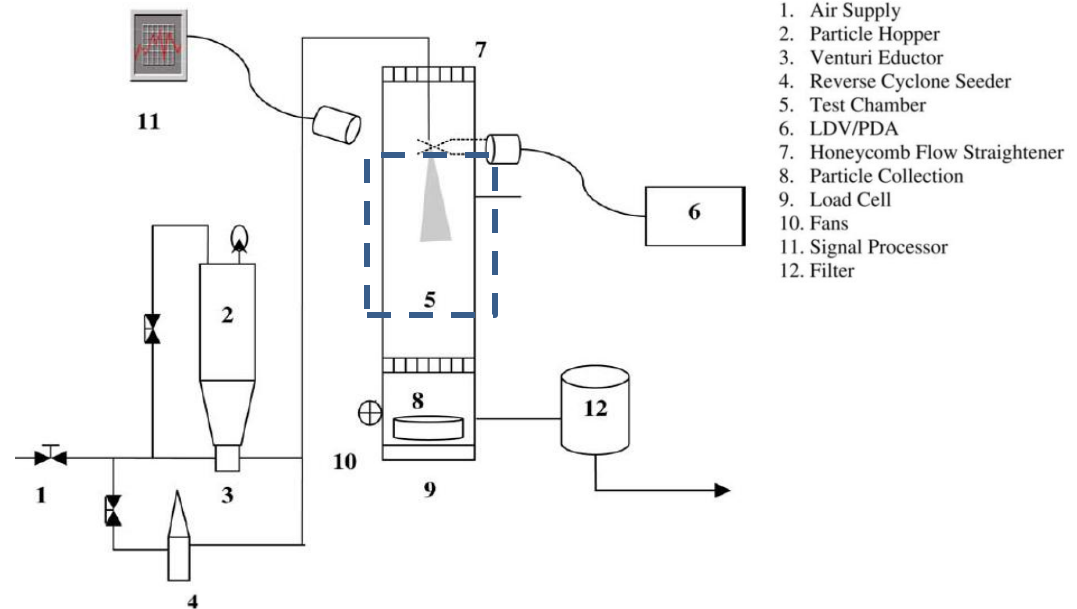 1. Air Supply
2. Particle Hopper
3. Venturi Eductor
4. Reverse Cyclone Seeder
5. Test Chamber
6. LDV/PDA
7. Honeycomb Flow Straightener
8. Particle Collection
9. Load Cell
10. Fans
11. Signal Processor
12. Filter
7
11
6
2
5
8
12
10
1
3
9
4